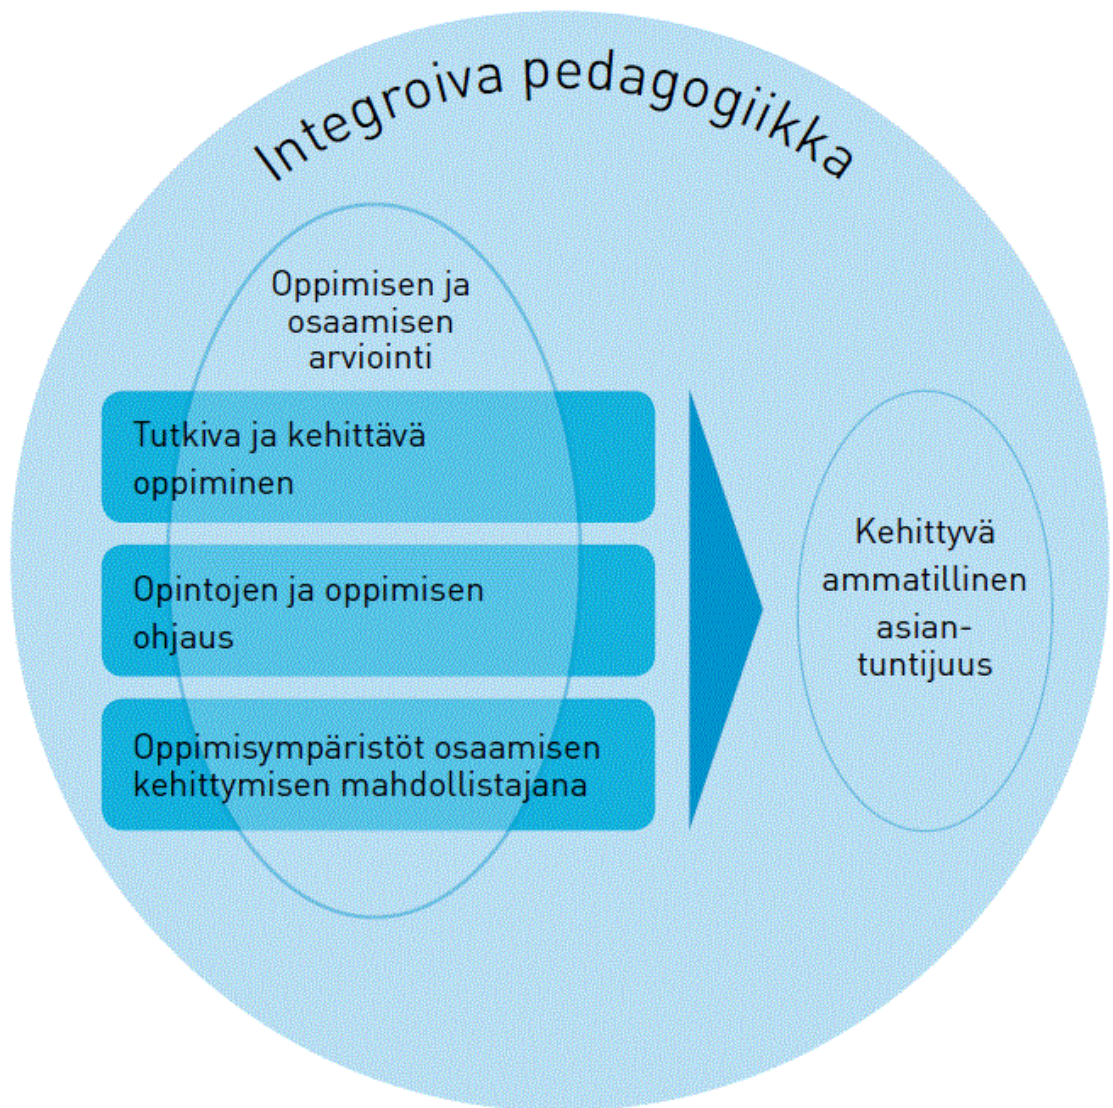 Integroiva pedagogiikka
Oppimisen ja
osaamisen
arviointi
Tutkiva ja kehittävä
oppiminen
Opintojen ja oppimisen
ohjaus
Oppimisympäristöt osaamisen
kehittymisen mahdollistajana
Kehittyvä
ammatillinen
asian-
tuntijuus